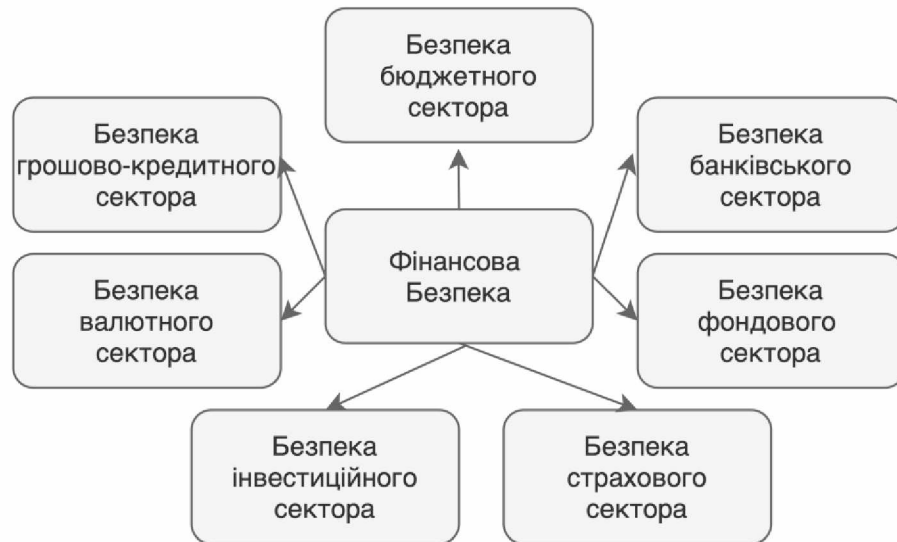 Безпека
бюджетного
сектора
Безпека
грошово-кредитного
сектора
Безпека
банківського
сектора
Фінансова
Безпека
Безпека
валютного
сектора
Безпека
фондового
сектора
Безпека
інвестиційного
сектора
Безпека
страхового
сектора